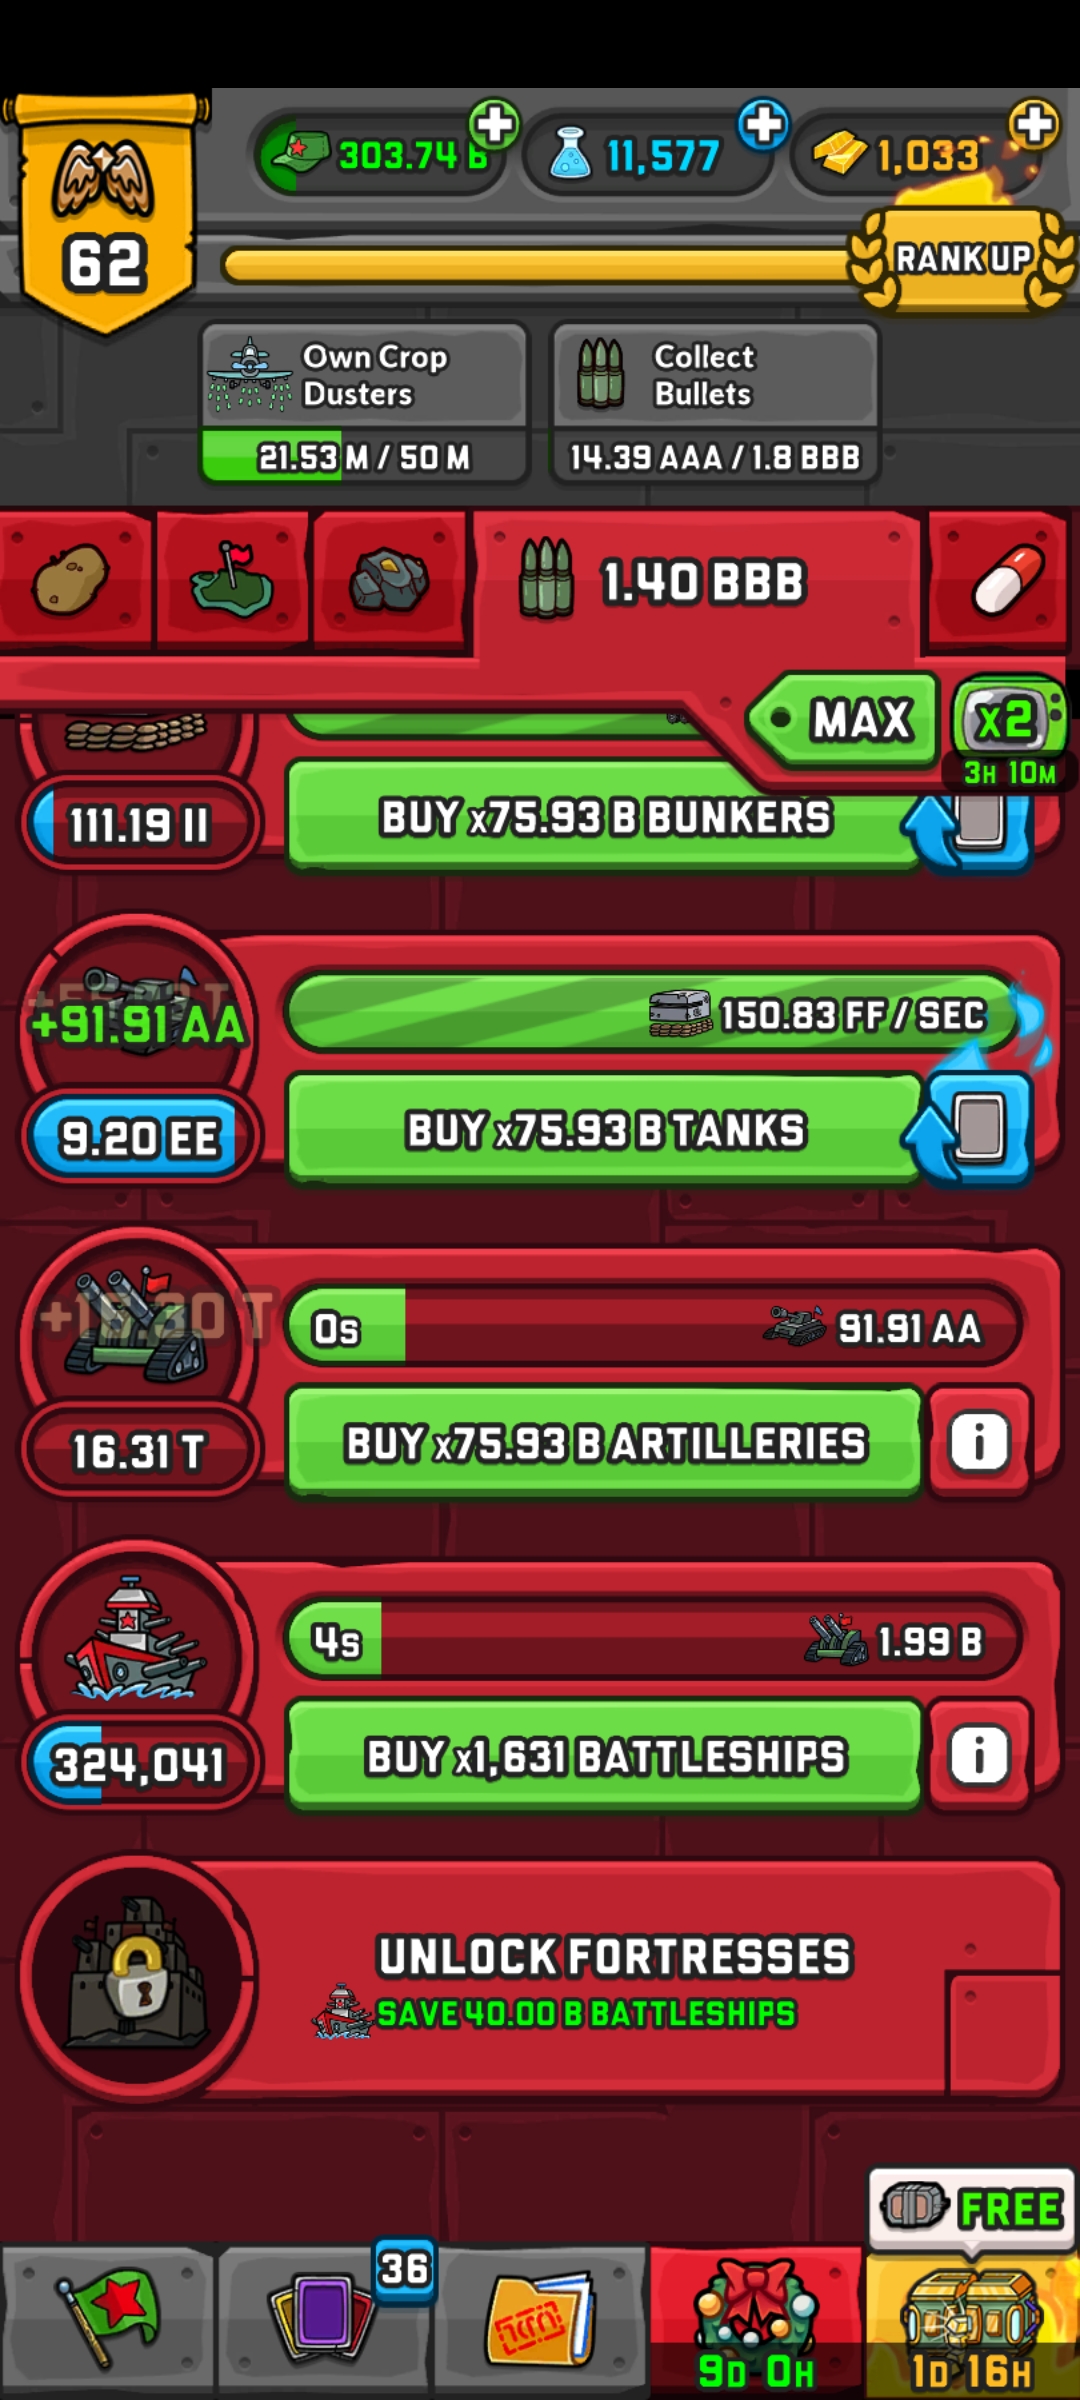 303.74 B
11,577
1,033
62
RANK UP
Own Crop
Dusters
21.53 M / 50 M
Collect
Bullets
14.39 AAA / 1.8 BBB
1.40 BBB
MAX
x2
3H 10M
111.19 II
BUY x75.93 B BUNKERS
+91.91 AA
150.83 FF / SEC
9.20 EE
BUY x75.93 B TANKS
0s
91.91 AA
16.31 T
BUY x75.93 B ARTILLERIES
4s
1.99 B
324,041
BUY x1,631 BATTLESHIPS
UNLOCK FORTRESSES
SAVE 40.00 B BATTLESHIPS
FREE
36
9D 0H
1D 16H